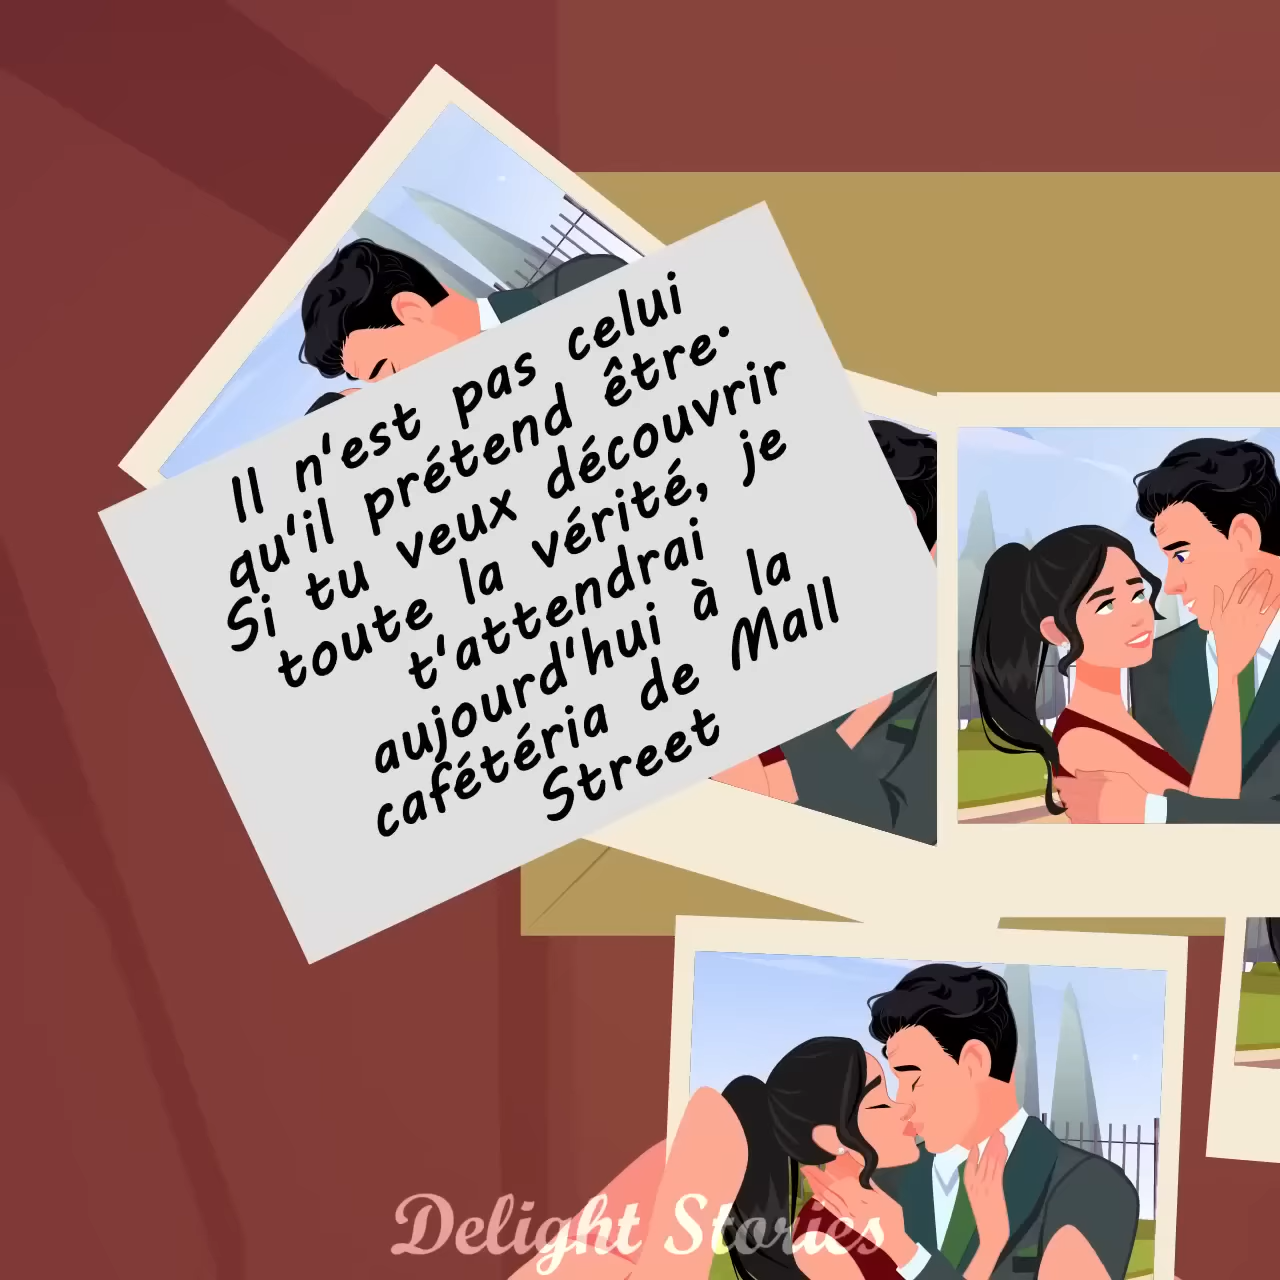 Il n'est pas celui
qu'il prétend être.
Si tu veux découvrir
toute la vérité, je
t'attendrai
aujourd'hui à la
cafétéria de Mall
Street
Delight Stories